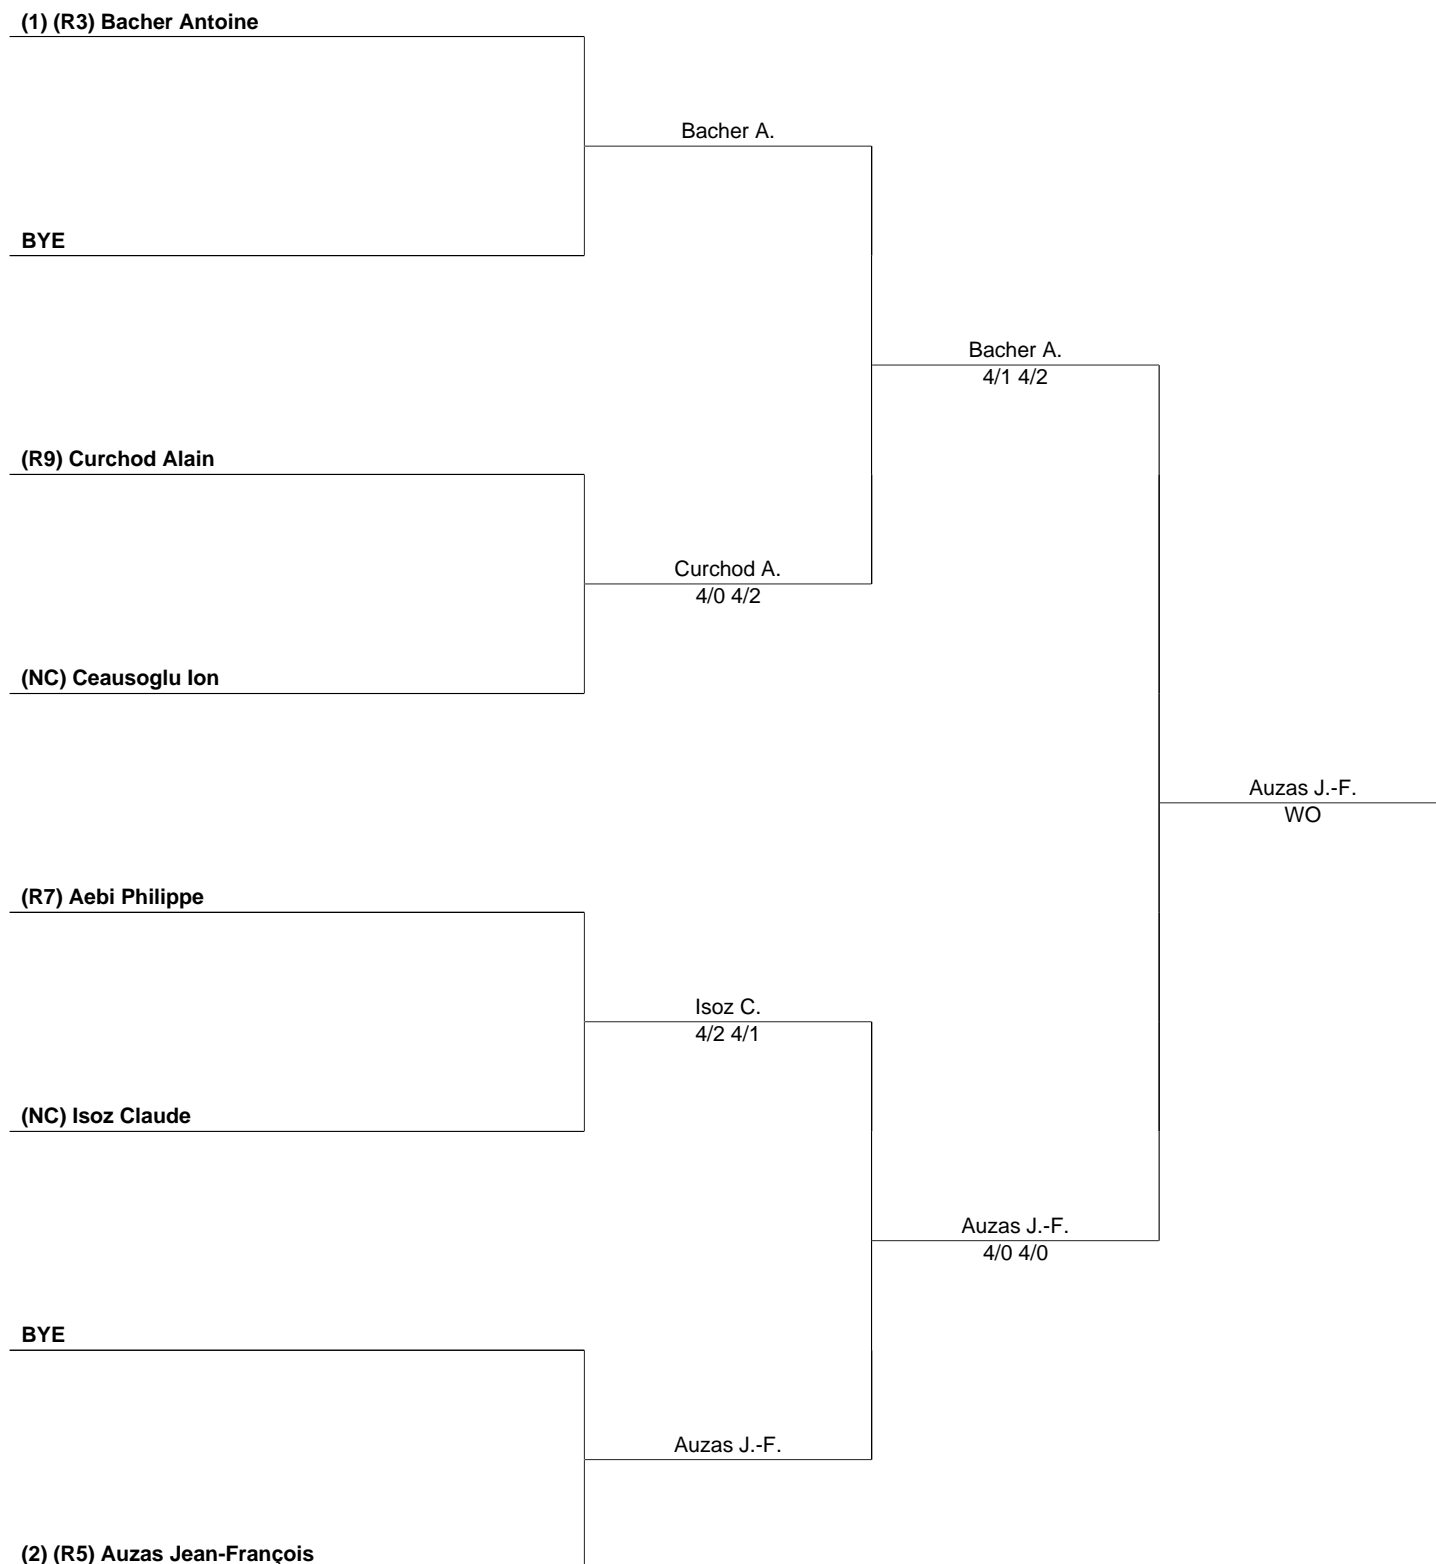 (1) (R3) Bacher Antoine
Bacher A.
BYE
Bacher A.
4/1 4/2
(R9) Curchod Alain
Curchod A.
4/0 4/2
(NC) Ceausoglu Ion
Auzas J.-F.
WO
(R7) Aebi Philippe
Isoz C.
4/2 4/1
(NC) Isoz Claude
Auzas J.-F.
4/0 4/0
BYE
Auzas J.-F.
(2) (R5) Auzas Jean-François